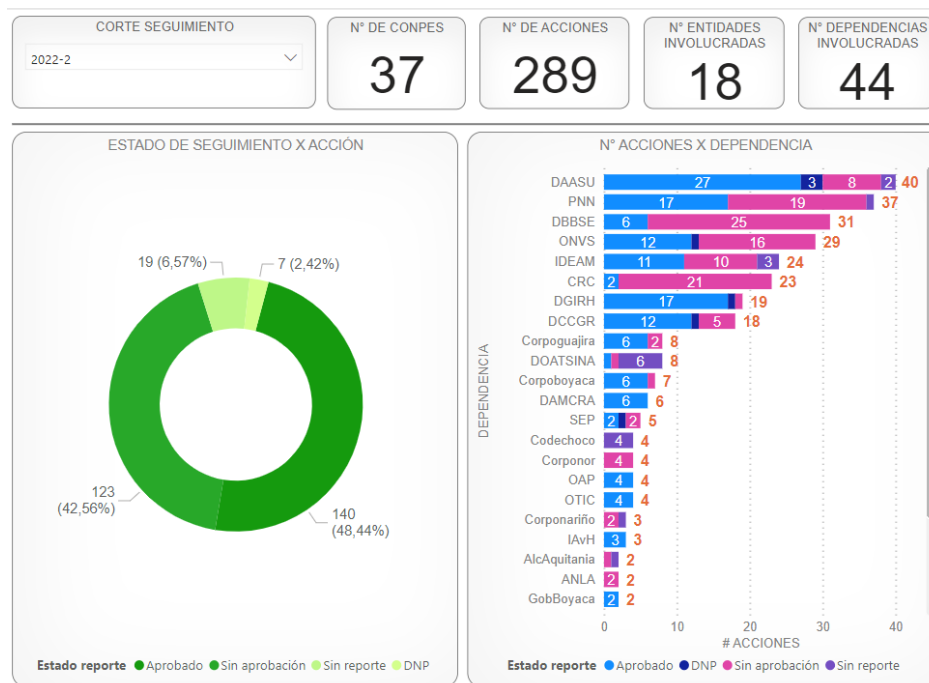 CORTE SEGUIMIENTO
2022-2
N° DE CONPES
37
N° DE ACCIONES
289
N° ENTIDADES
INVOLUCRADAS
18
N° DEPENDENCIAS
INVOLUCRADAS
44
ESTADO DE SEGUIMIENTO X ACCIÓN
19 (6,57%)
7 (2,42%)
123
(42,56%)
140
(48,44%)
Estado reporte Aprobado Sin aprobación Sin reporte DNP
N° ACCIONES X DEPENDENCIA
DEPENDENCIA
DAASU 27 3 8 2 40
PNN 17 19 37
DBBSE 6 25 31
ONVS 12 16 29
IDEAM 11 10 3 24
CRC 2 21 23
DGIRH 17 19
DCCGR 12 5 18
Corpoguajira 6 2 8
DOATSINA 6 8
Corpoboyaca 6 7
DAMCRA 6 6
SEP 2 2 5
Codechoco 4 4
Corponor 4 4
OAP 4 4
OTIC 4 4
Corponariño 2 3
IAvH 3 3
AlcAquitania 2
ANLA 2 2
GobBoyaca 2 2
0 10 20 30 40
# ACCIONES
Estado reporte Aprobado DNP Sin aprobación Sin reporte